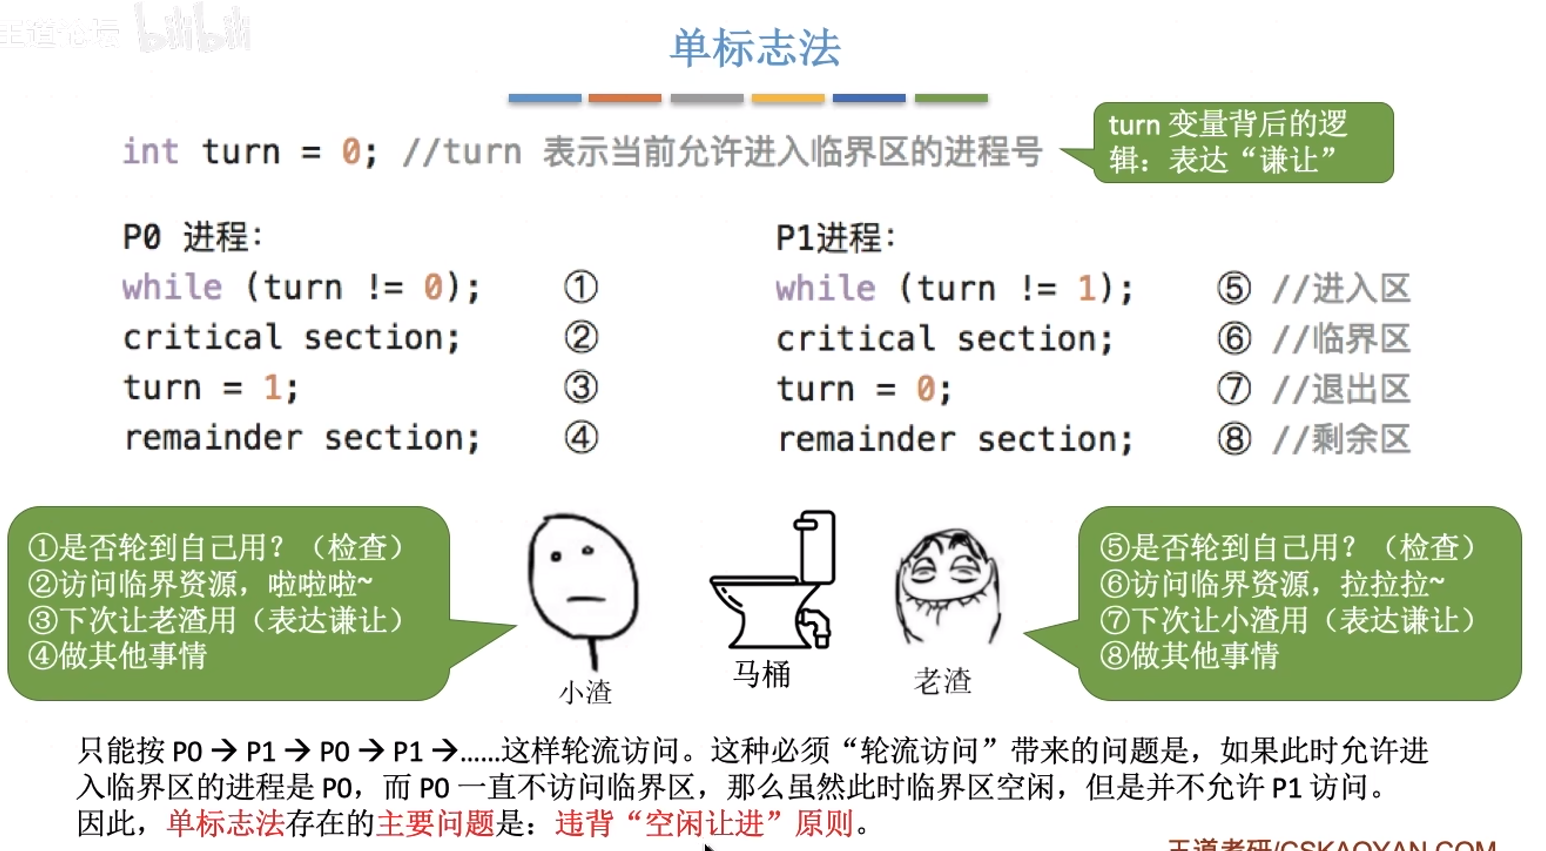 王道论坛 bilibili
单标志法
int turn = 0; //turn 表示当前允许进入临界区的进程号
turn 变量背后的逻
辑：表达“谦让”
P0 进程：
while (turn != 0); ①
critical section; ②
turn = 1; ③
remainder section; ④
P1进程：
while (turn != 1); ⑤ //进入区
critical section; ⑥ //临界区
turn = 0; ⑦ //退出区
remainder section; ⑧ //剩余区
①是否轮到自己用？（检查）
②访问临界资源，啦啦啦~
③下次让老渣用（表达谦让）
④做其他事情
小渣
马桶
老渣
⑤是否轮到自己用？（检查）
⑥访问临界资源，拉拉拉~
⑦下次让小渣用（表达谦让）
⑧做其他事情
只能按 P0 → P1 → P0 → P1 →……这样轮流访问。这种必须“轮流访问”带来的问题是，如果此时允许进
入临界区的进程是 P0，而 P0 一直不访问临界区，那么虽然此时临界区空闲，但是并不允许 P1 访问。
因此，单标志法存在的主要问题是：违背“空闲让进”原则。
王道考研/CSKAOYAN.COM